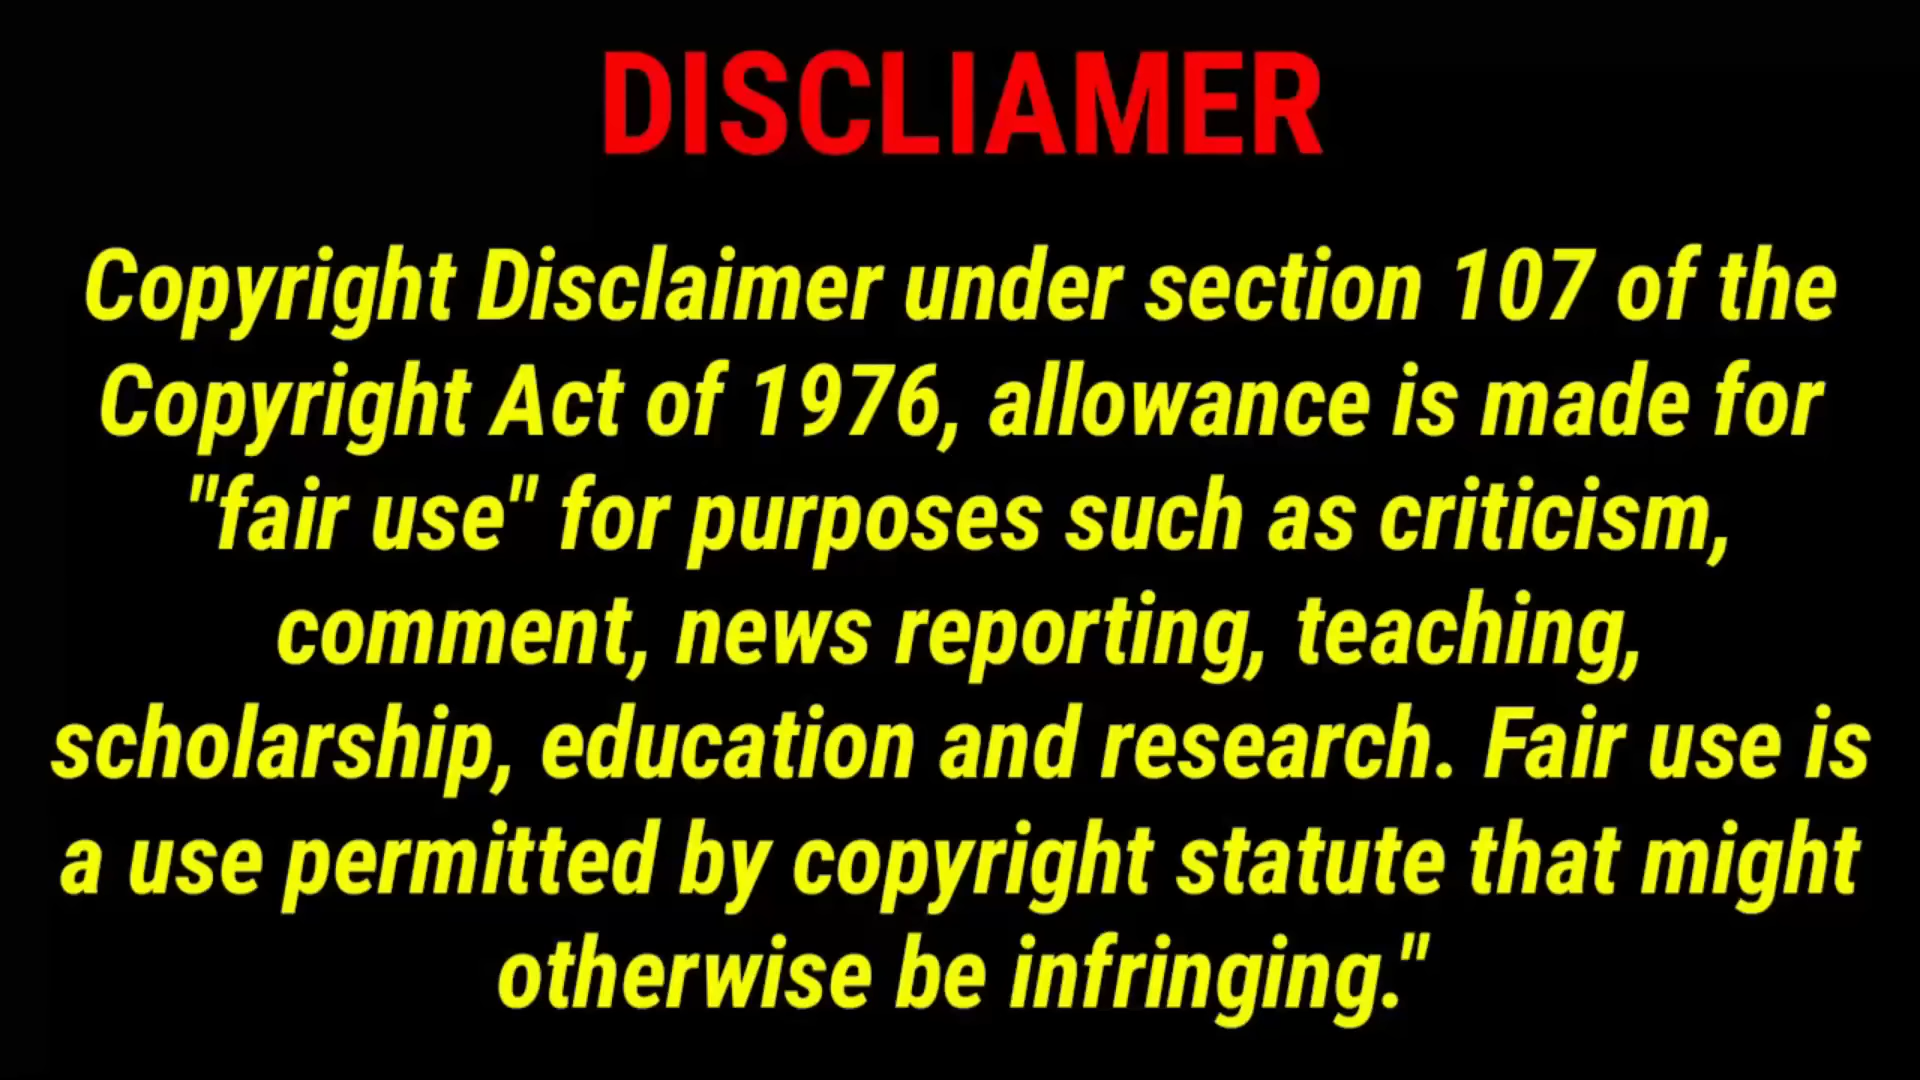 DISCLIAMER
Copyright Disclaimer under section 107 of the
Copyright Act of 1976, allowance is made for
"fair use" for purposes such as criticism,
comment, news reporting, teaching,
scholarship, education and research. Fair use is
a use permitted by copyright statute that might
otherwise be infringing."